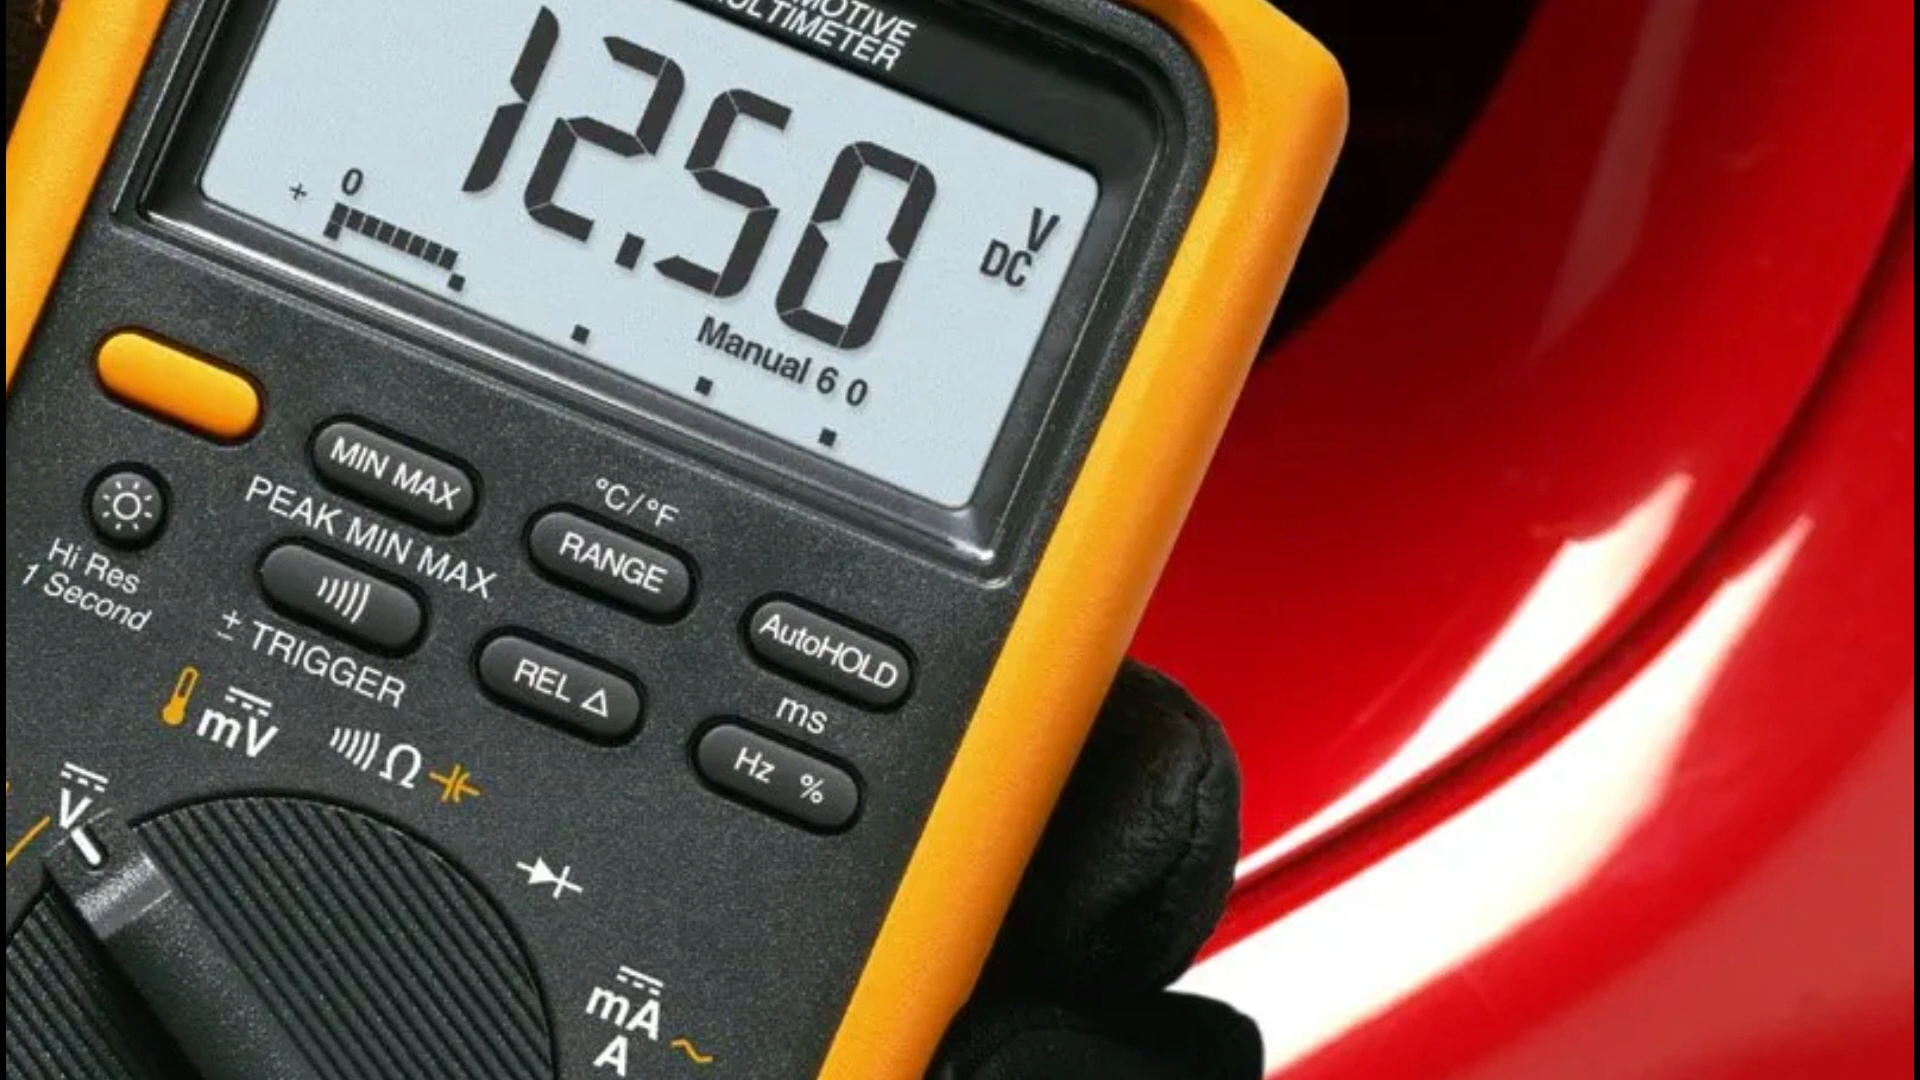 MOTIVE
ULTIMETER
12.50
V
DC
+ 0
Manual 6 0
MIN MAX
PEAK MIN MAX
°C/°F
RANGE
AutoHOLD
Hi Res
1 Second
± TRIGGER
REL Δ
ms
Hz %
mV
Ω
V
mA
A